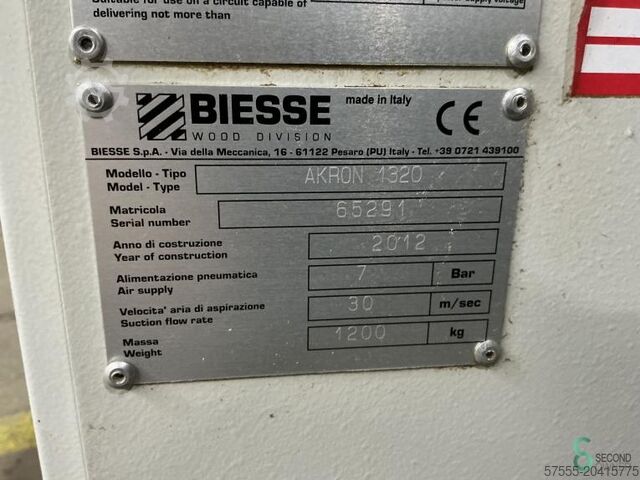 Suitable for use on a circuit capable of
delivering not more than
power supply voltage
BIESSE
WOOD DIVISION
made in Italy
CE
BIESSE S.p.A. - Via della Meccanica, 16 - 61122 Pesaro (PU) Italy - Tel. +39 0721 439100
Modello - Tipo
Model - Type
AKRON 1320
Matricola
Serial number
65291
Anno di costruzione
Year of construction
2012
Alimentazione pneumatica
Air supply
7
Bar
Velocita' aria di aspirazione
Suction flow rate
30
m/sec
Massa
Weight
1200
kg
SECOND
57555-20415775